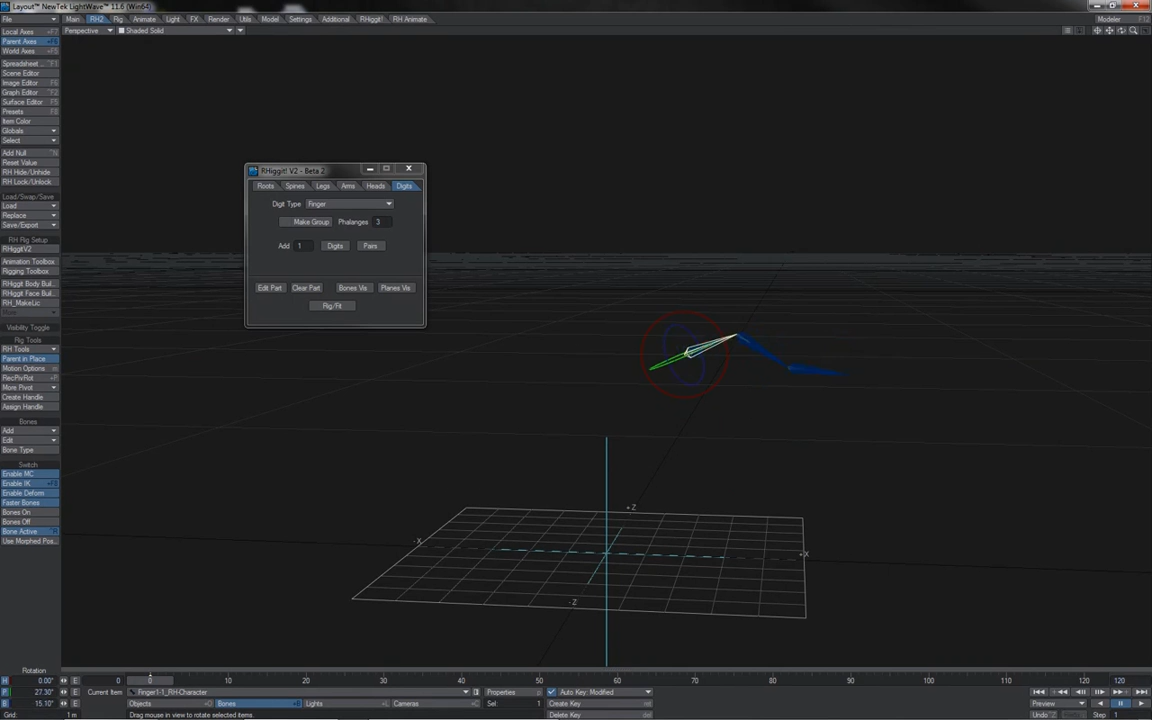 Layout™ NewTek LightWave™ 11.6 (Win64)
File Main RH2 Rig Animate Light FX Render Utils Model Settings Additional RHiggit! RH Animate Modeler F12
Perspective Shaded Solid
Local Axes
Parent Axes
World Axes
Spreadsheet...
Scene Editor
Image Editor
Graph Editor
Surface Editor
Presets
Item Color
Globals
Select
Add Null
Reset Value
RH Hide/Unhide
RH Lock/Unlock
Load/Swap/Save
Load
Replace
Save/Export
RH Rig Setup
RHiggitV2
Animation Toolbox
Rigging Toolbox
RHiggit Body Buil...
RHiggit Face Buil...
RH_MakeLic
More
Visibility Toggle
Rig Tools
RH Tools
Parent in Place
Motion Options
RecPivRot
More Pivot
Create Handle
Assign Handle
Bones
Add
Edit
Bone Type
Switch
Enable MC
Enable IK
Enable Deform
Faster Bones
Bones On
Bones Off
Bone Active
Use Morphed Pos...
RHiggit! V2 - Beta 2
Roots Spines Legs Arms Heads Digits
Digit Type Finger
Make Group Phalanges 3
Add 1 Digits Pairs
Edit Part Clear Part Bones Vis Planes Vis
Rig/Fit
+Z
-X
+X
-Z
Rotation
H 0.00° E 0 0 10 20 30 40 50 60 70 80 90 100 110 120 120
P 27.30° E Current Item Finger1-1_RH-Character Properties Auto Key: Modified
B 15.10° E Objects Bones Lights Cameras Sel: 1 Create Key Preview
Grid: 1 m Drag mouse in view to rotate selected items. Delete Key Undo Step 1